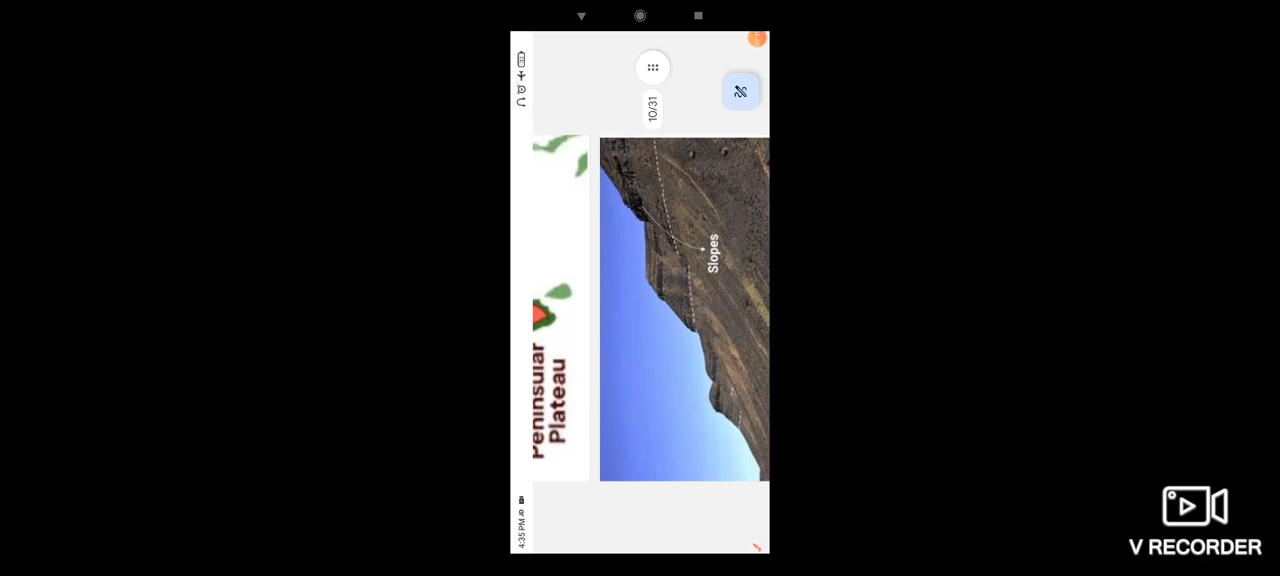 4:35 PM
10/31
Peninsular
Plateau
Slopes
V RECORDER